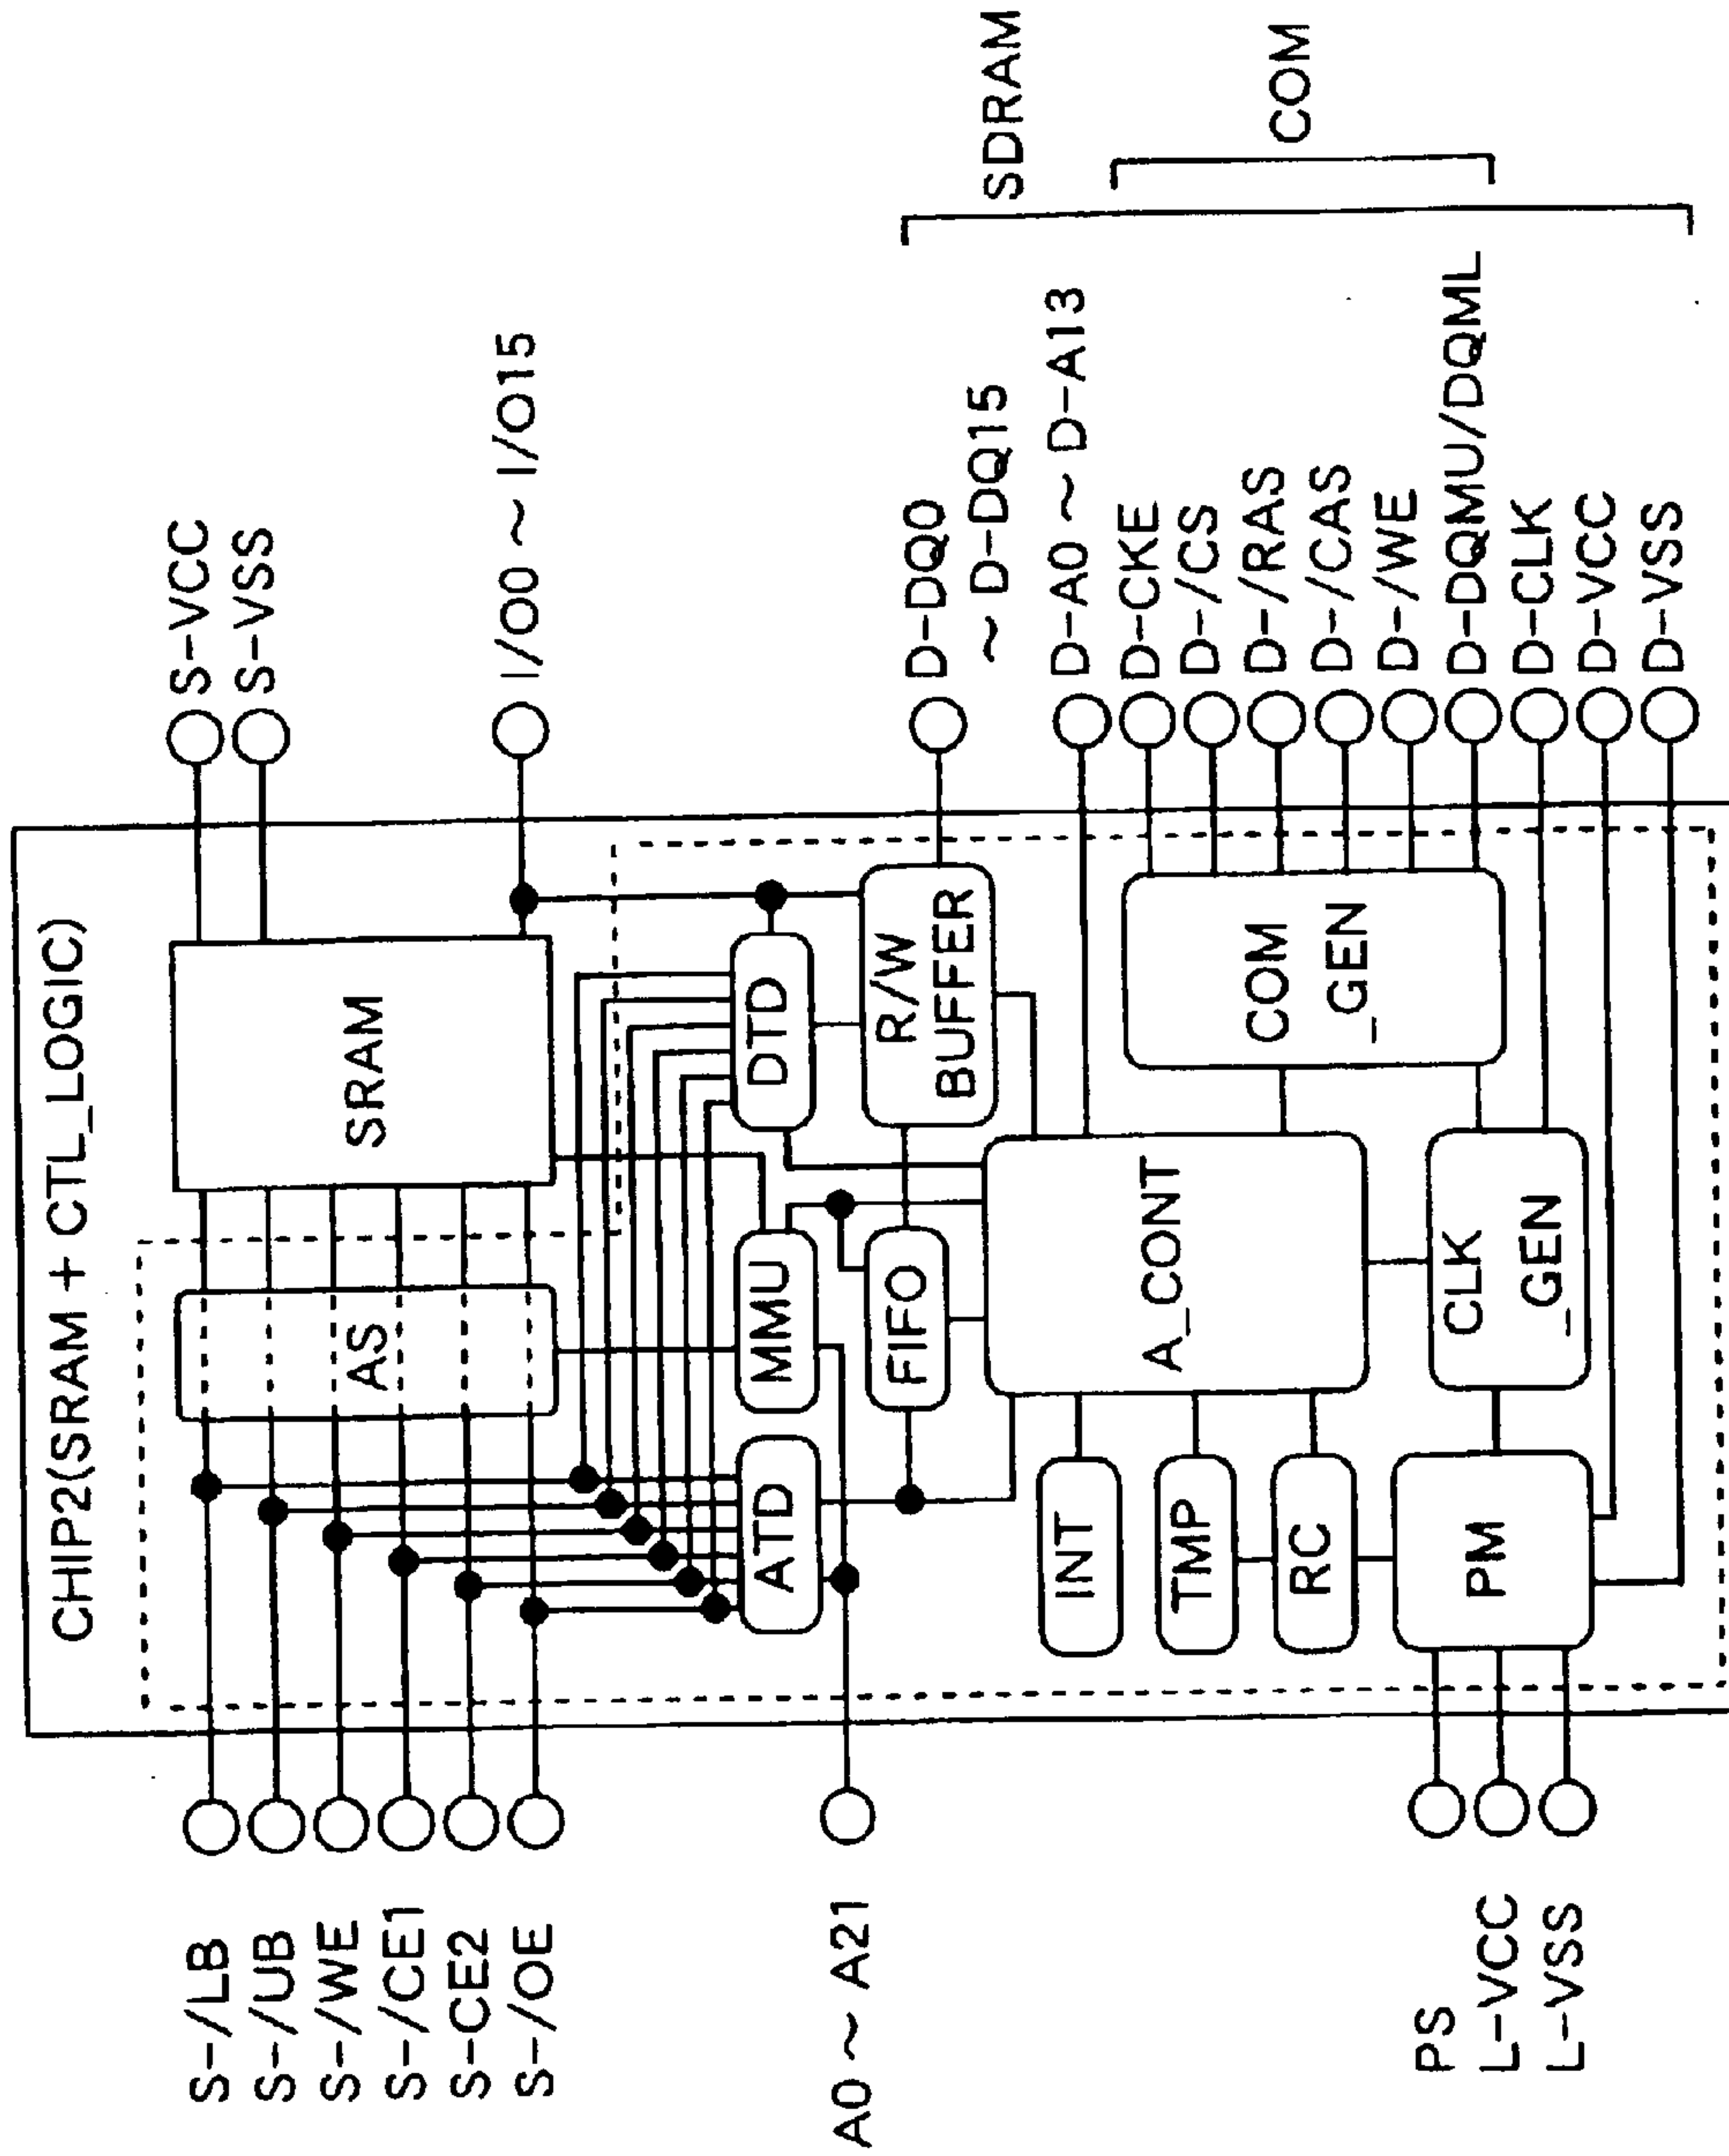 CHIP2(SRAM + CTL_LOGIC)
S-/LB
S-/UB
S-/WE
S-/CE1
S-CE2
S-/OE
A0 ~ A21
PS
L-VCC
L-VSS
AS
SRAM
ATD
MMU
DTD
FIFO
R/W
BUFFER
INT
TMP
RC
PM
A_CONT
CLK
_GEN
COM
_GEN
S-VCC
S-VSS
I/O0 ~ I/O15
D-DQ0
~ D-DQ15
D-A0 ~ D-A13
D-CKE
D-/CS
D-/RAS
D-/CAS
D-/WE
D-DQMU/DQML
D-CLK
D-VCC
D-VSS
SDRAM
COM